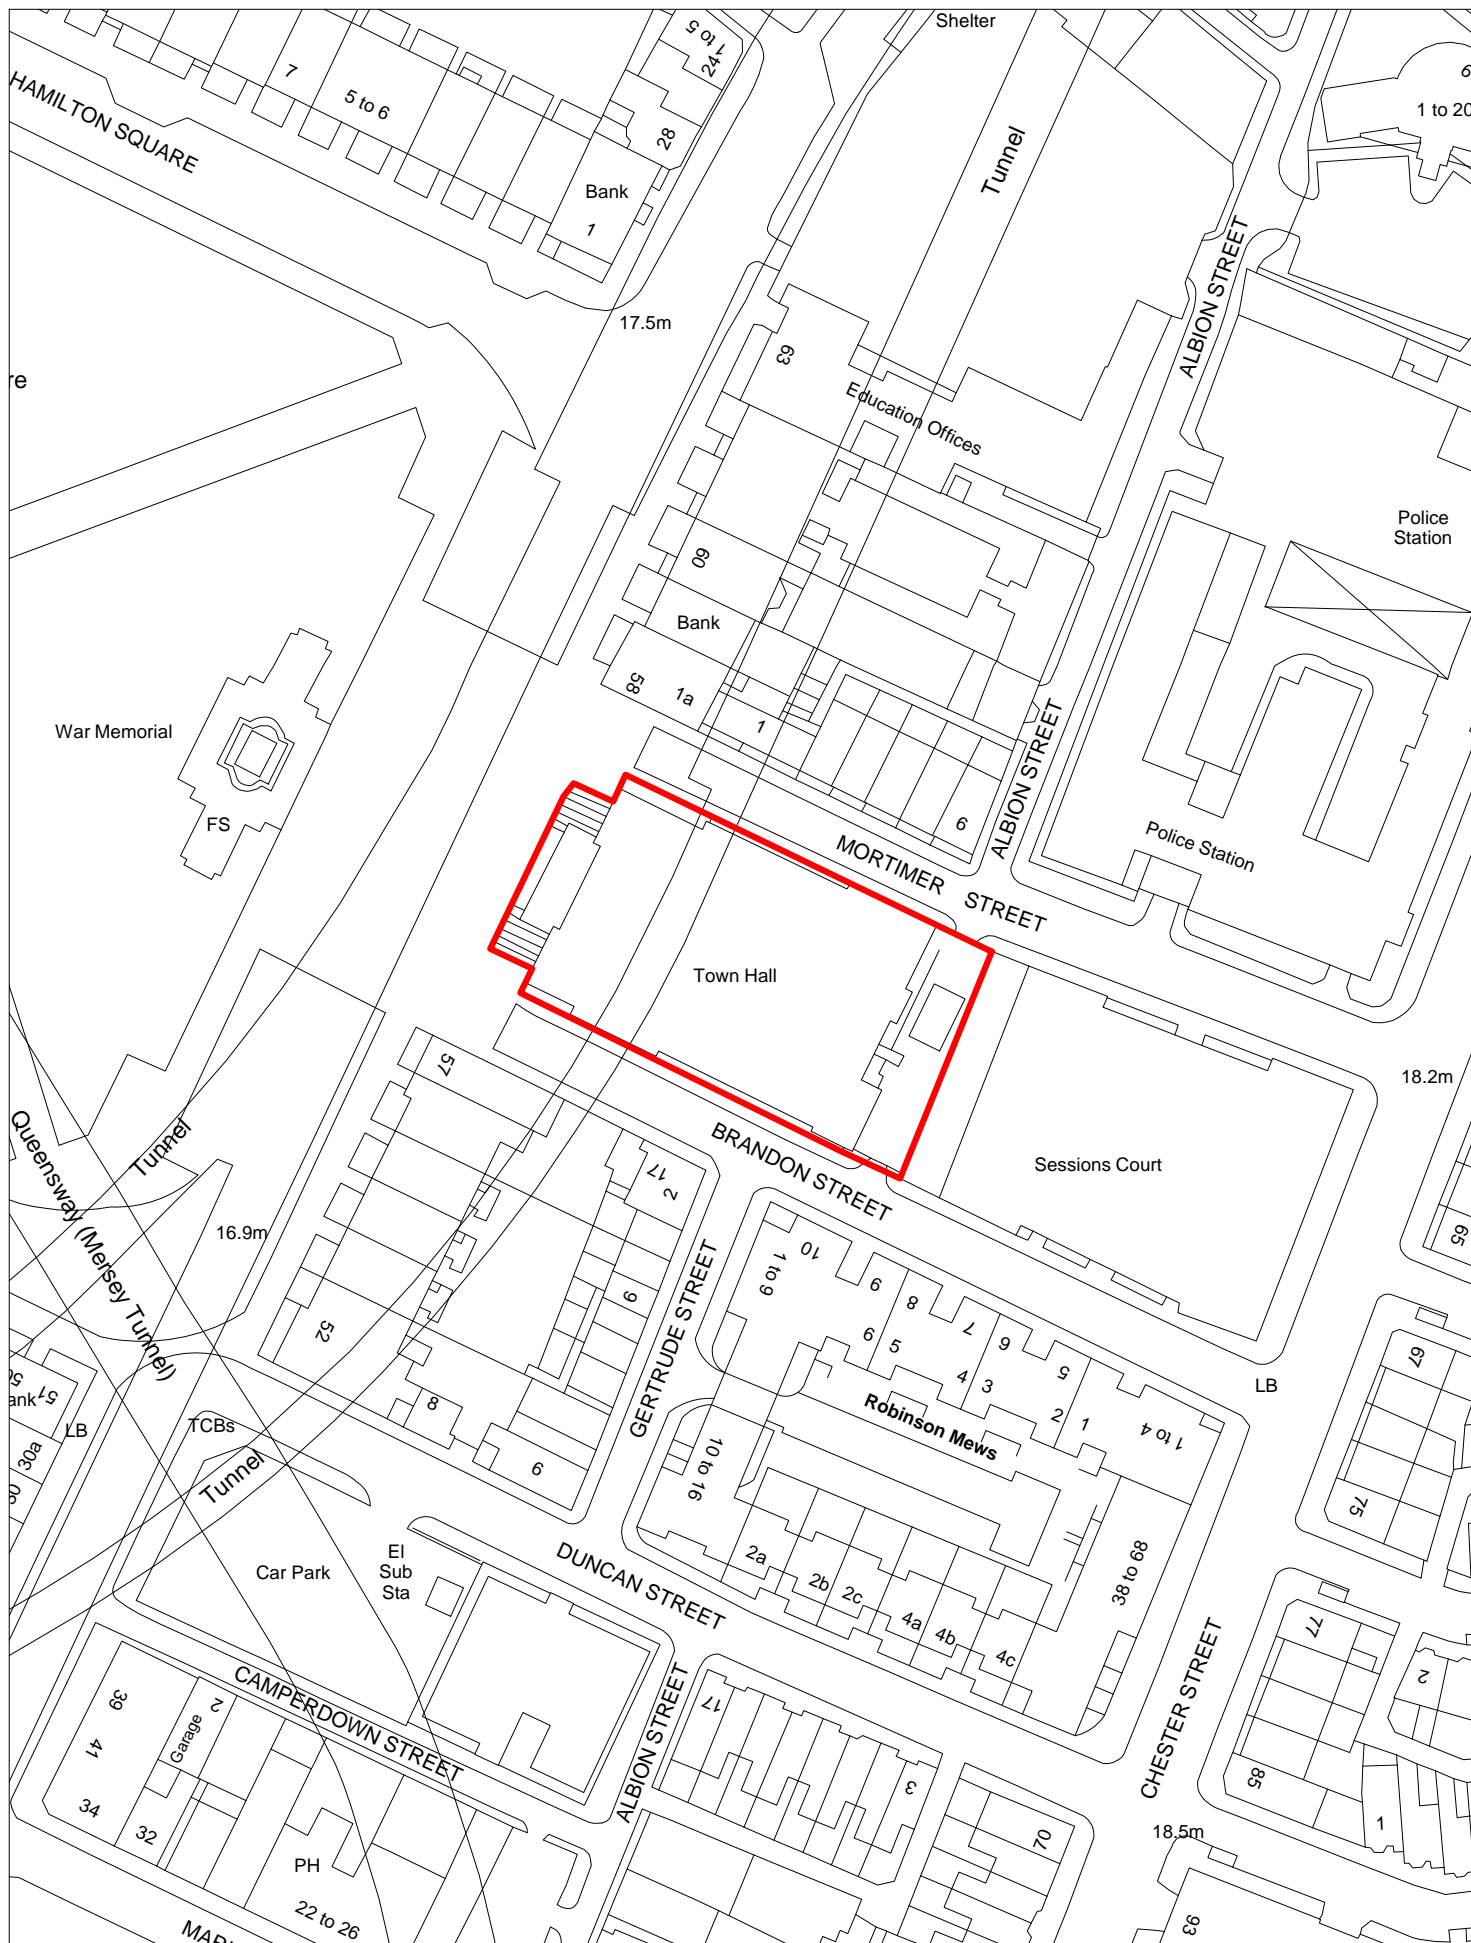 Shelter
1 to 5
24
7
5 to 6
28
HAMILTON SQUARE
Bank
1
Tunnel
1 to 20
ALBION STREET
17.5m
63
re
Education Offices
Police
Station
60
Bank
58
1a
1
War Memorial
FS
6
ALBION STREET
MORTIMER STREET
Police Station
Town Hall
57
18.2m
Queensway (Mersey Tunnel)
Tunnel
BRANDON STREET
Sessions Court
17
2
16.9m
65
10
1 to 9
9
8
7
6
5
6
5
4
3
2
1
1 to 4
9
52
GERTRUDE STREET
67
LB
51
ank
LB
30a
TCBs
8
Robinson Mews
Tunnel
9
10 to 16
75
El
Sub
Sta
Car Park
DUNCAN STREET
2a
2b
2c
4a
4b
4c
38 to 68
77
2
CAMPERDOWN STREET
39
41
34
32
Garage
2
ALBION STREET
17
3
CHESTER STREET
85
1
70
18.5m
PH
22 to 26
93